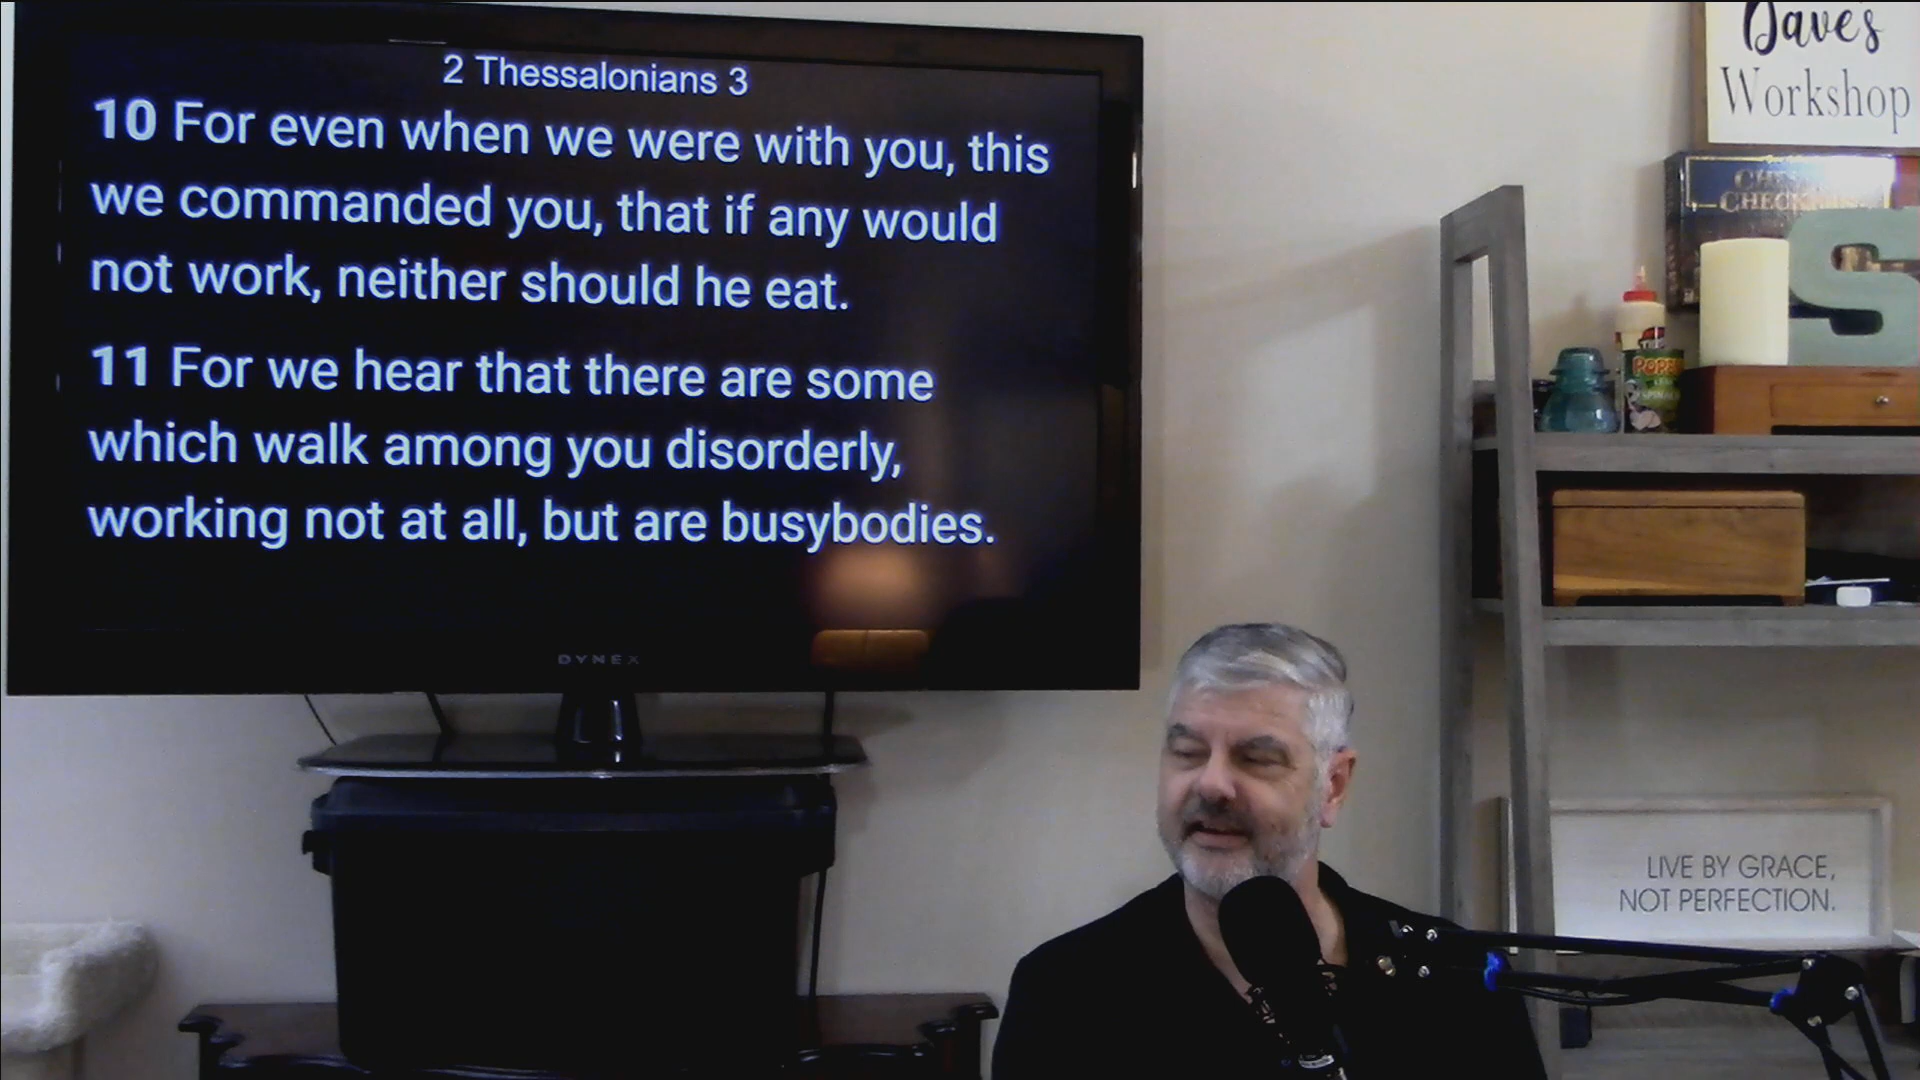 2 Thessalonians 3
10 For even when we were with you, this
we commanded you, that if any would
not work, neither should he eat.
11 For we hear that there are some
which walk among you disorderly,
working not at all, but are busybodies.
DYNEX
Dave's
Workshop
LIVE BY GRACE,
NOT PERFECTION.